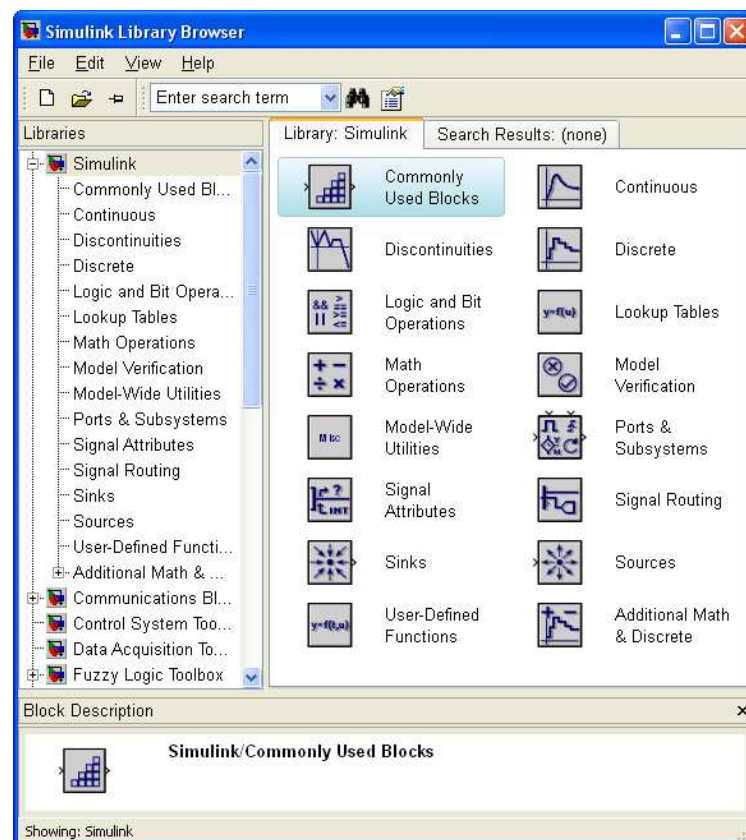 Simulink Library Browser
File Edit View Help
Enter search term
Libraries
Library: Simulink
Search Results: (none)
Simulink
Commonly Used Bl...
Continuous
Discontinuities
Discrete
Logic and Bit Opera...
Lookup Tables
Math Operations
Model Verification
Model-Wide Utilities
Ports & Subsystems
Signal Attributes
Signal Routing
Sinks
Sources
User-Defined Functi...
Additional Math & ...
Communications Bl...
Control System Too...
Data Acquisition To...
Fuzzy Logic Toolbox
Commonly
Used Blocks
Continuous
Discontinuities
Discrete
&& >=
|| <=
Logic and Bit
Operations
y=f(u)
Lookup Tables
+ −
÷ ×
Math
Operations
Model
Verification
Misc
Model-Wide
Utilities
Ports &
Subsystems
?
INT
Signal
Attributes
Signal Routing
Sinks
Sources
y=f(t,u)
User-Defined
Functions
+ −
Additional Math
& Discrete
Block Description
Simulink/Commonly Used Blocks
Showing: Simulink